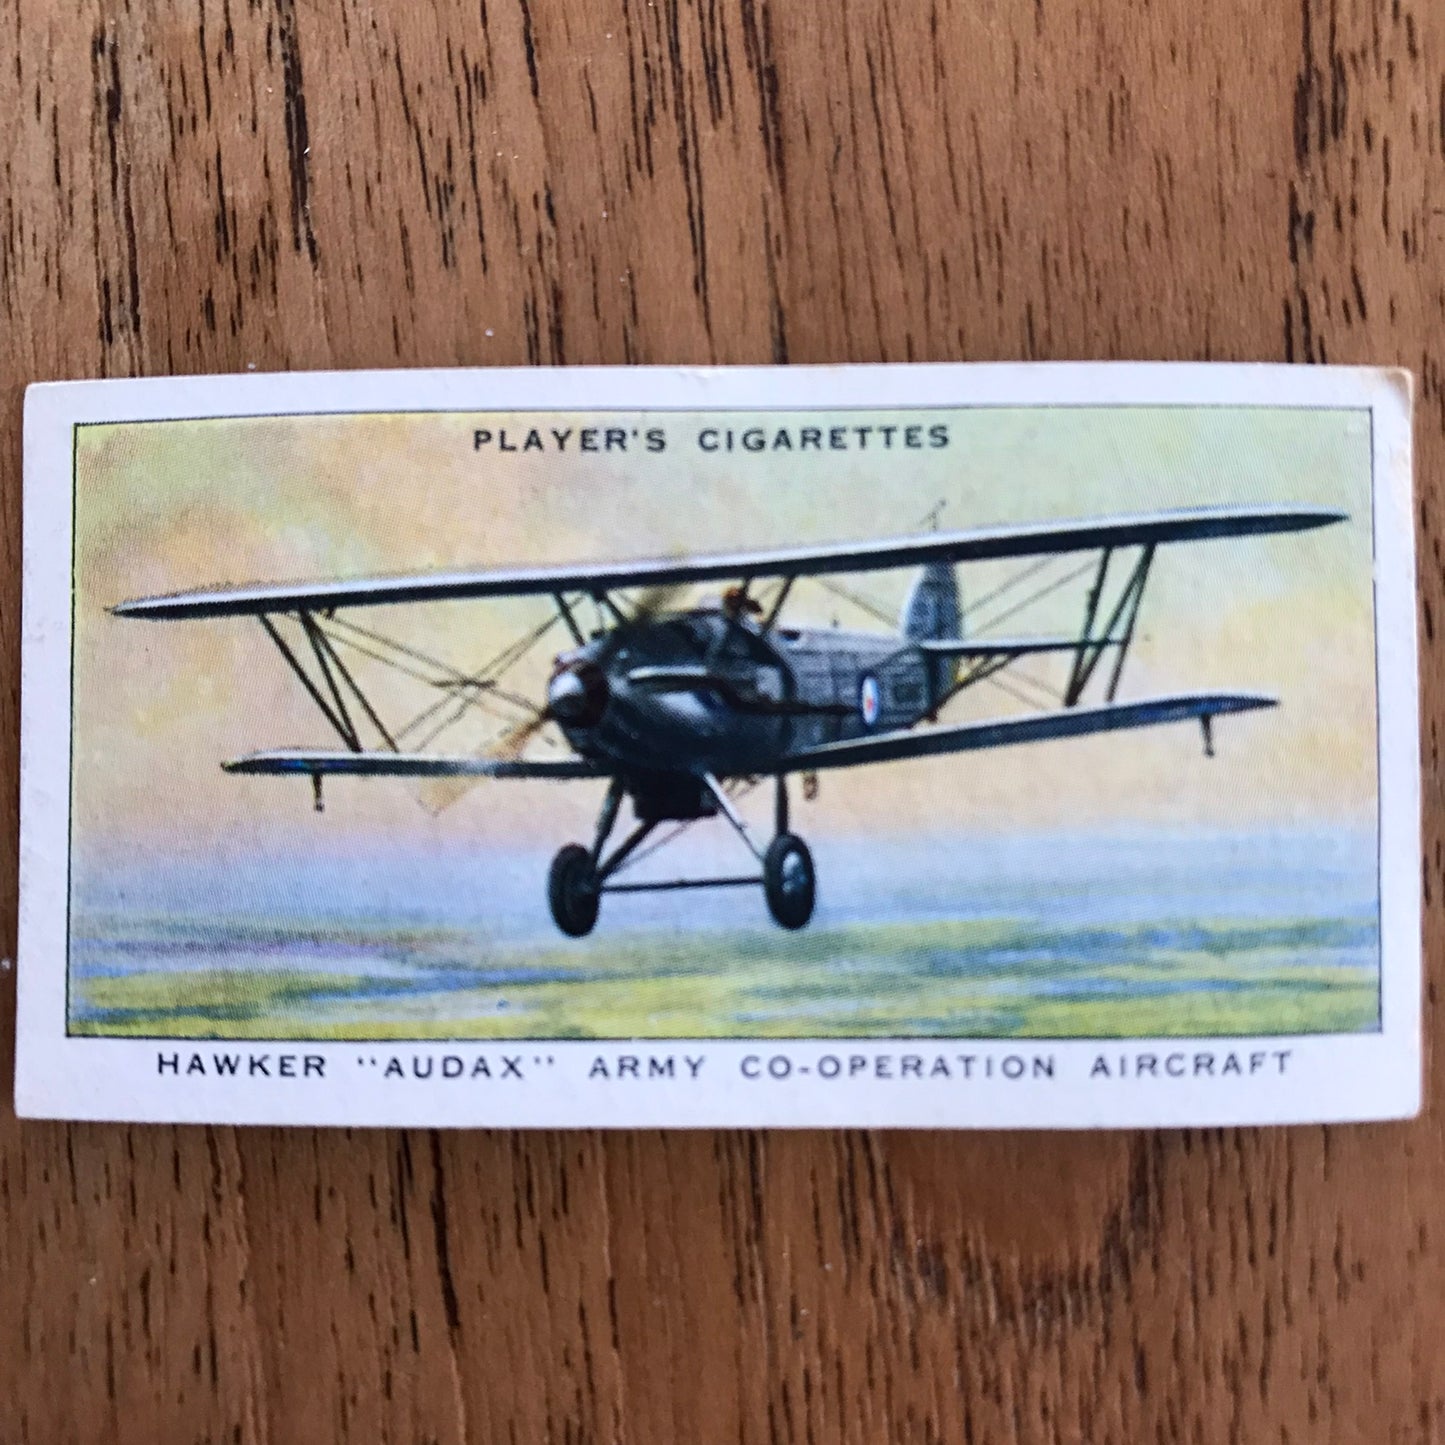 PLAYER'S CIGARETTES
HAWKER "AUDAX" ARMY CO-OPERATION AIRCRAFT